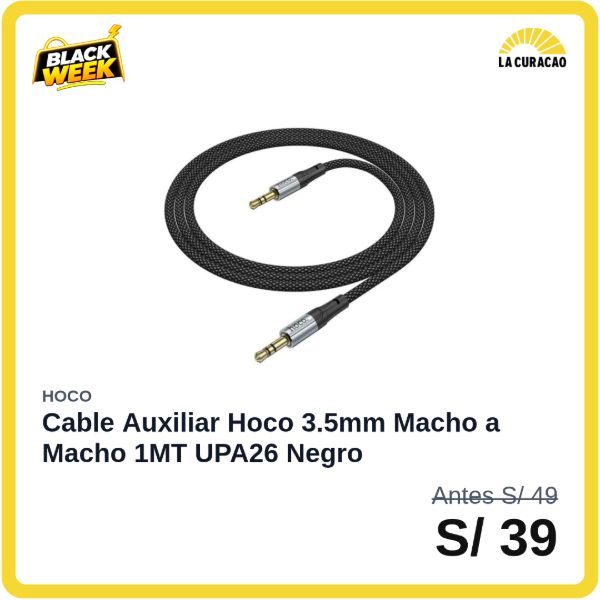 BLACK
WEEK
LA CURACAO
HOCO
Cable Auxiliar Hoco 3.5mm Macho a
Macho 1MT UPA26 Negro
Antes S/ 49
S/ 39